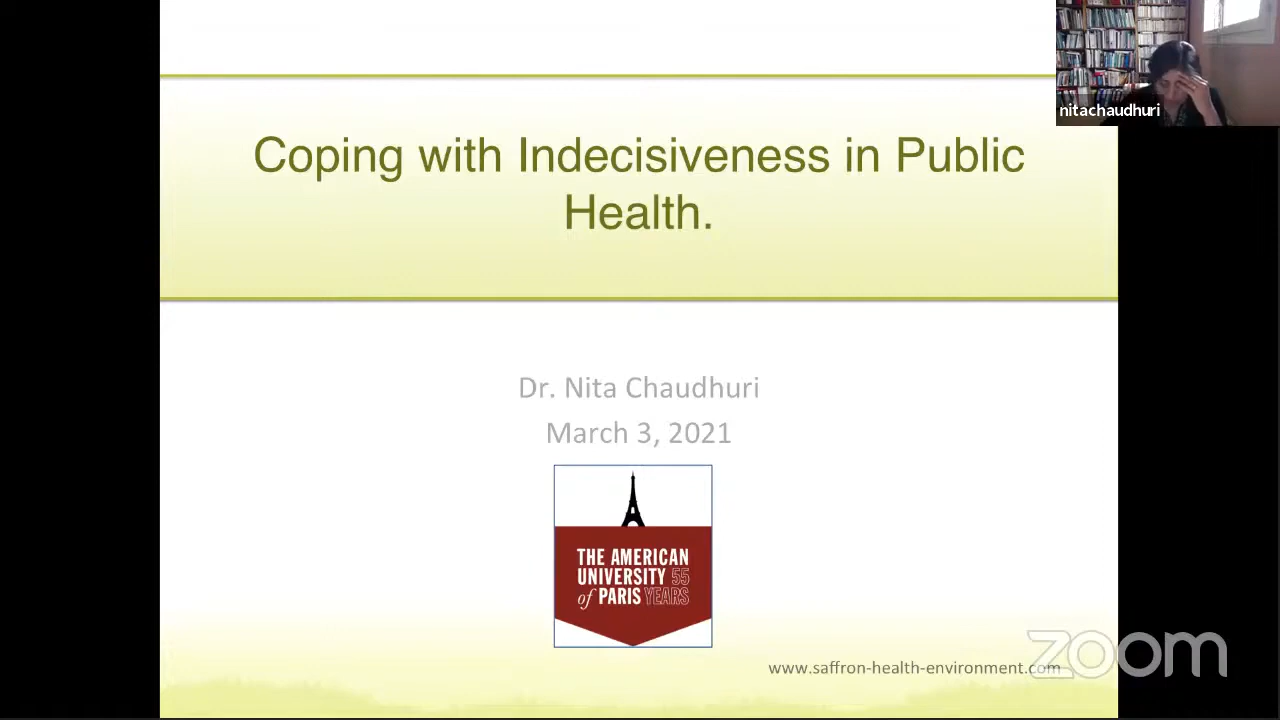 nitachaudhuri
Coping with Indecisiveness in Public
Health.
Dr. Nita Chaudhuri
March 3, 2021
THE AMERICAN
UNIVERSITY 55
of PARIS YEARS
www.saffron-health-environment.com
zoom